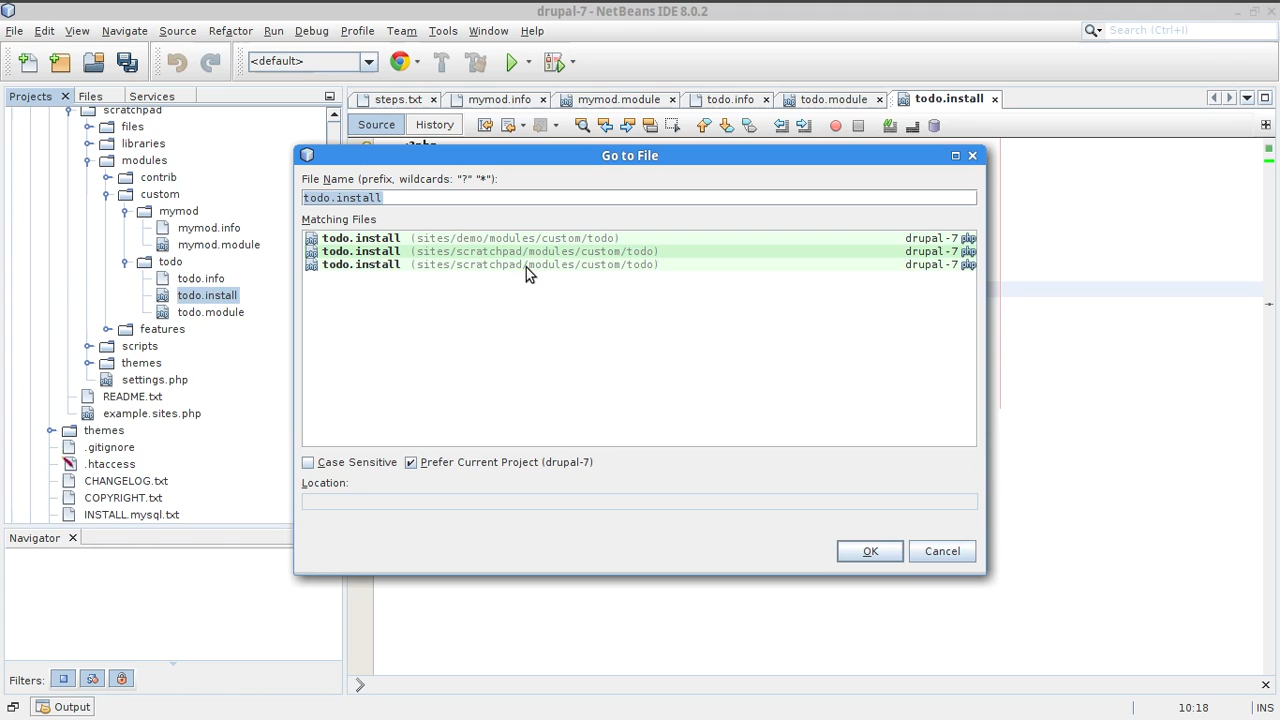 drupal-7 - NetBeans IDE 8.0.2
File Edit View Navigate Source Refactor Run Debug Profile Team Tools Window Help
Search (Ctrl+I)
<default>
Projects Files Services
steps.txt mymod.info mymod.module todo.info todo.module todo.install
Source History
scratchpad
files
libraries
modules
contrib
custom
mymod
mymod.info
mymod.module
todo
todo.info
todo.install
todo.module
features
scripts
themes
settings.php
README.txt
example.sites.php
themes
.gitignore
.htaccess
CHANGELOG.txt
COPYRIGHT.txt
INSTALL.mysql.txt
Navigator
Filters:
Output
<?php
Go to File
File Name (prefix, wildcards: "?" "*"):
todo.install
Matching Files
todo.install (sites/demo/modules/custom/todo) drupal-7 php
todo.install (sites/scratchpad/modules/custom/todo) drupal-7 php
todo.install (sites/scratchpad/modules/custom/todo) drupal-7 php
Case Sensitive Prefer Current Project (drupal-7)
Location:
OK Cancel
10:18 INS